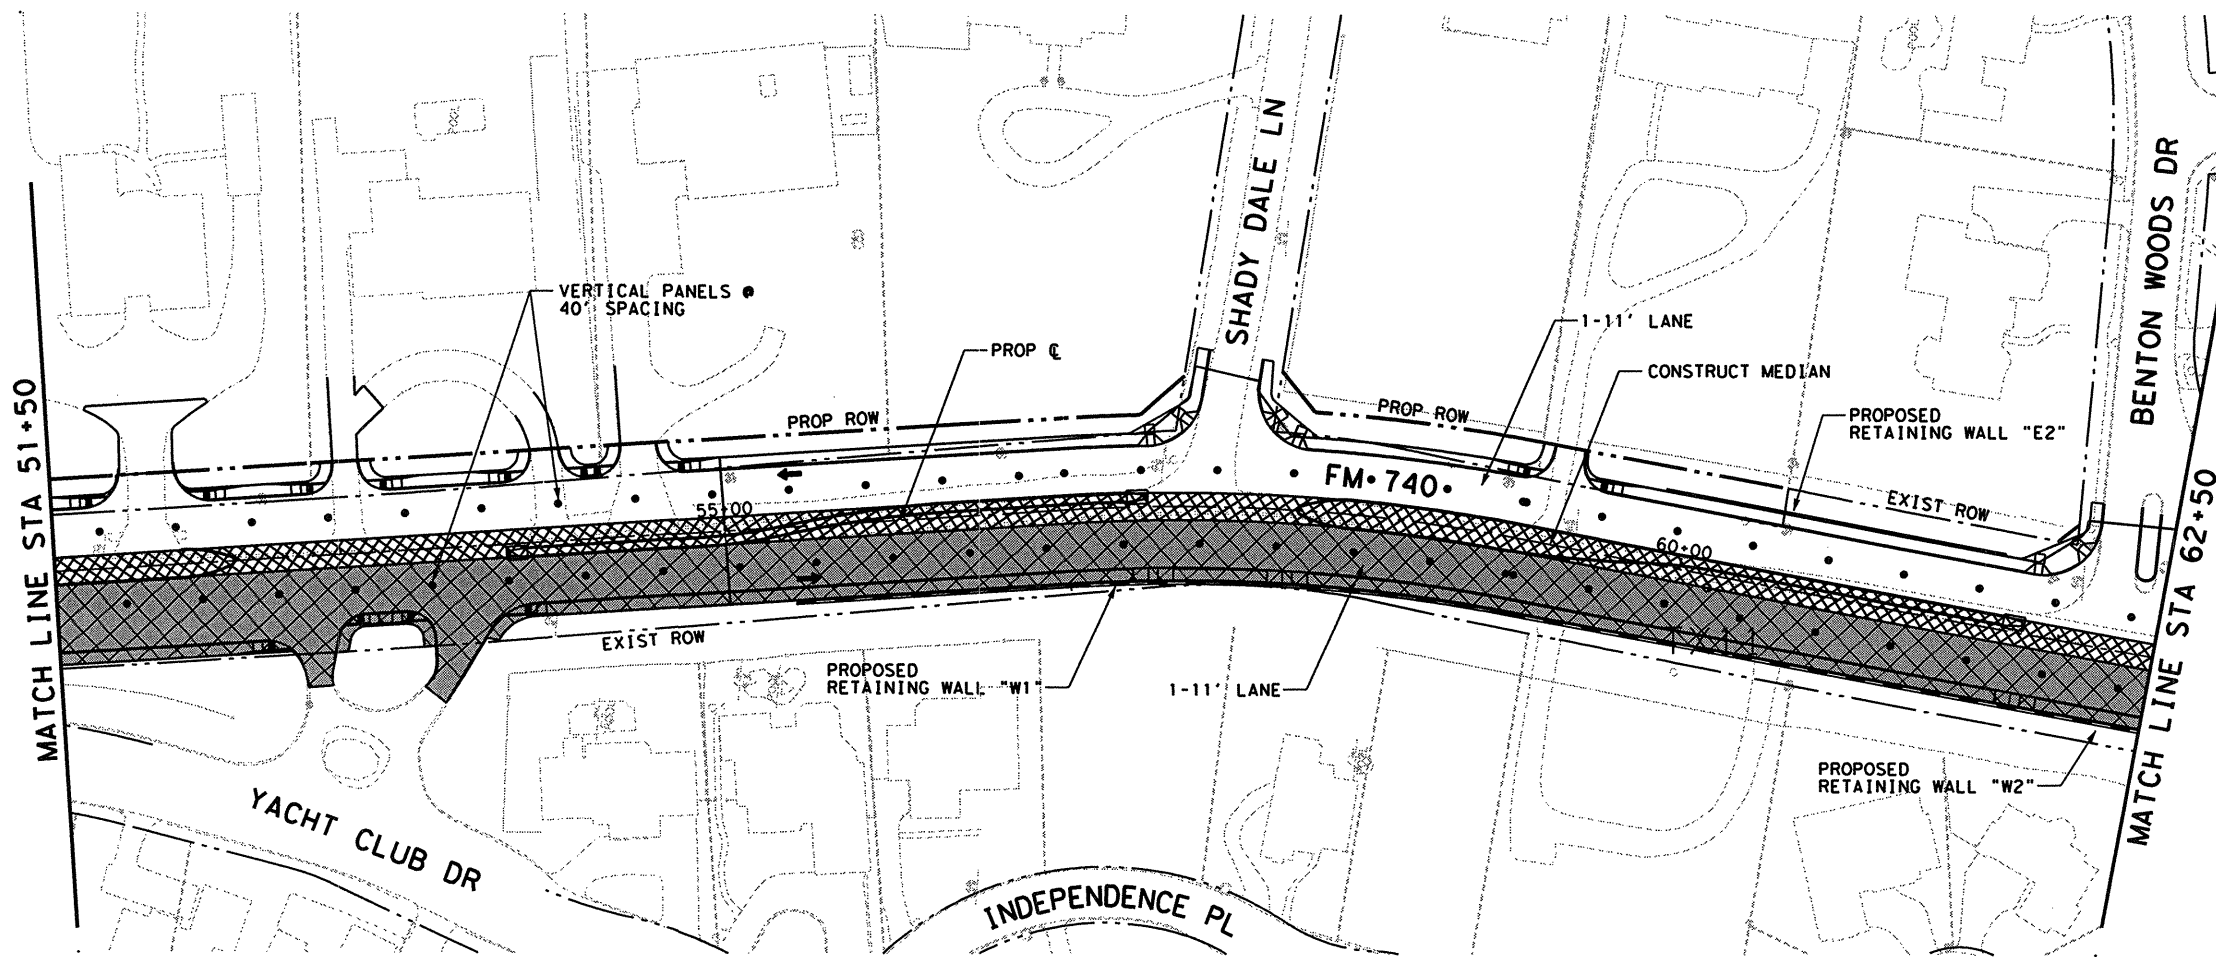 SHADY DALE LN
BENTON WOODS DR
VERTICAL PANELS @
40' SPACING
1-11' LANE
PROP ℄
CONSTRUCT MEDIAN
PROP ROW
PROP ROW
PROPOSED
RETAINING WALL "E2"
MATCH LINE STA 51+50
FM 740
EXIST ROW
55+00
60+00
MATCH LINE STA 62+50
EXIST ROW
PROPOSED
RETAINING WALL "W1"
1-11' LANE
PROPOSED
RETAINING WALL "W2"
YACHT CLUB DR
INDEPENDENCE PL